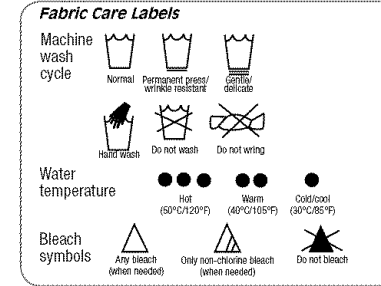 Fabric Care Labels
Machine
wash
cycle
Normal
Permanent press/
wrinkle resistant
Gentle/
delicate
Hand wash
Do not wash
Do not wring
Water
temperature
Hot
(50°C/120°F)
Warm
(40°C/105°F)
Cold/cool
(30°C/85°F)
Bleach
symbols
Any bleach
(when needed)
Only non-chlorine bleach
(when needed)
Do not bleach